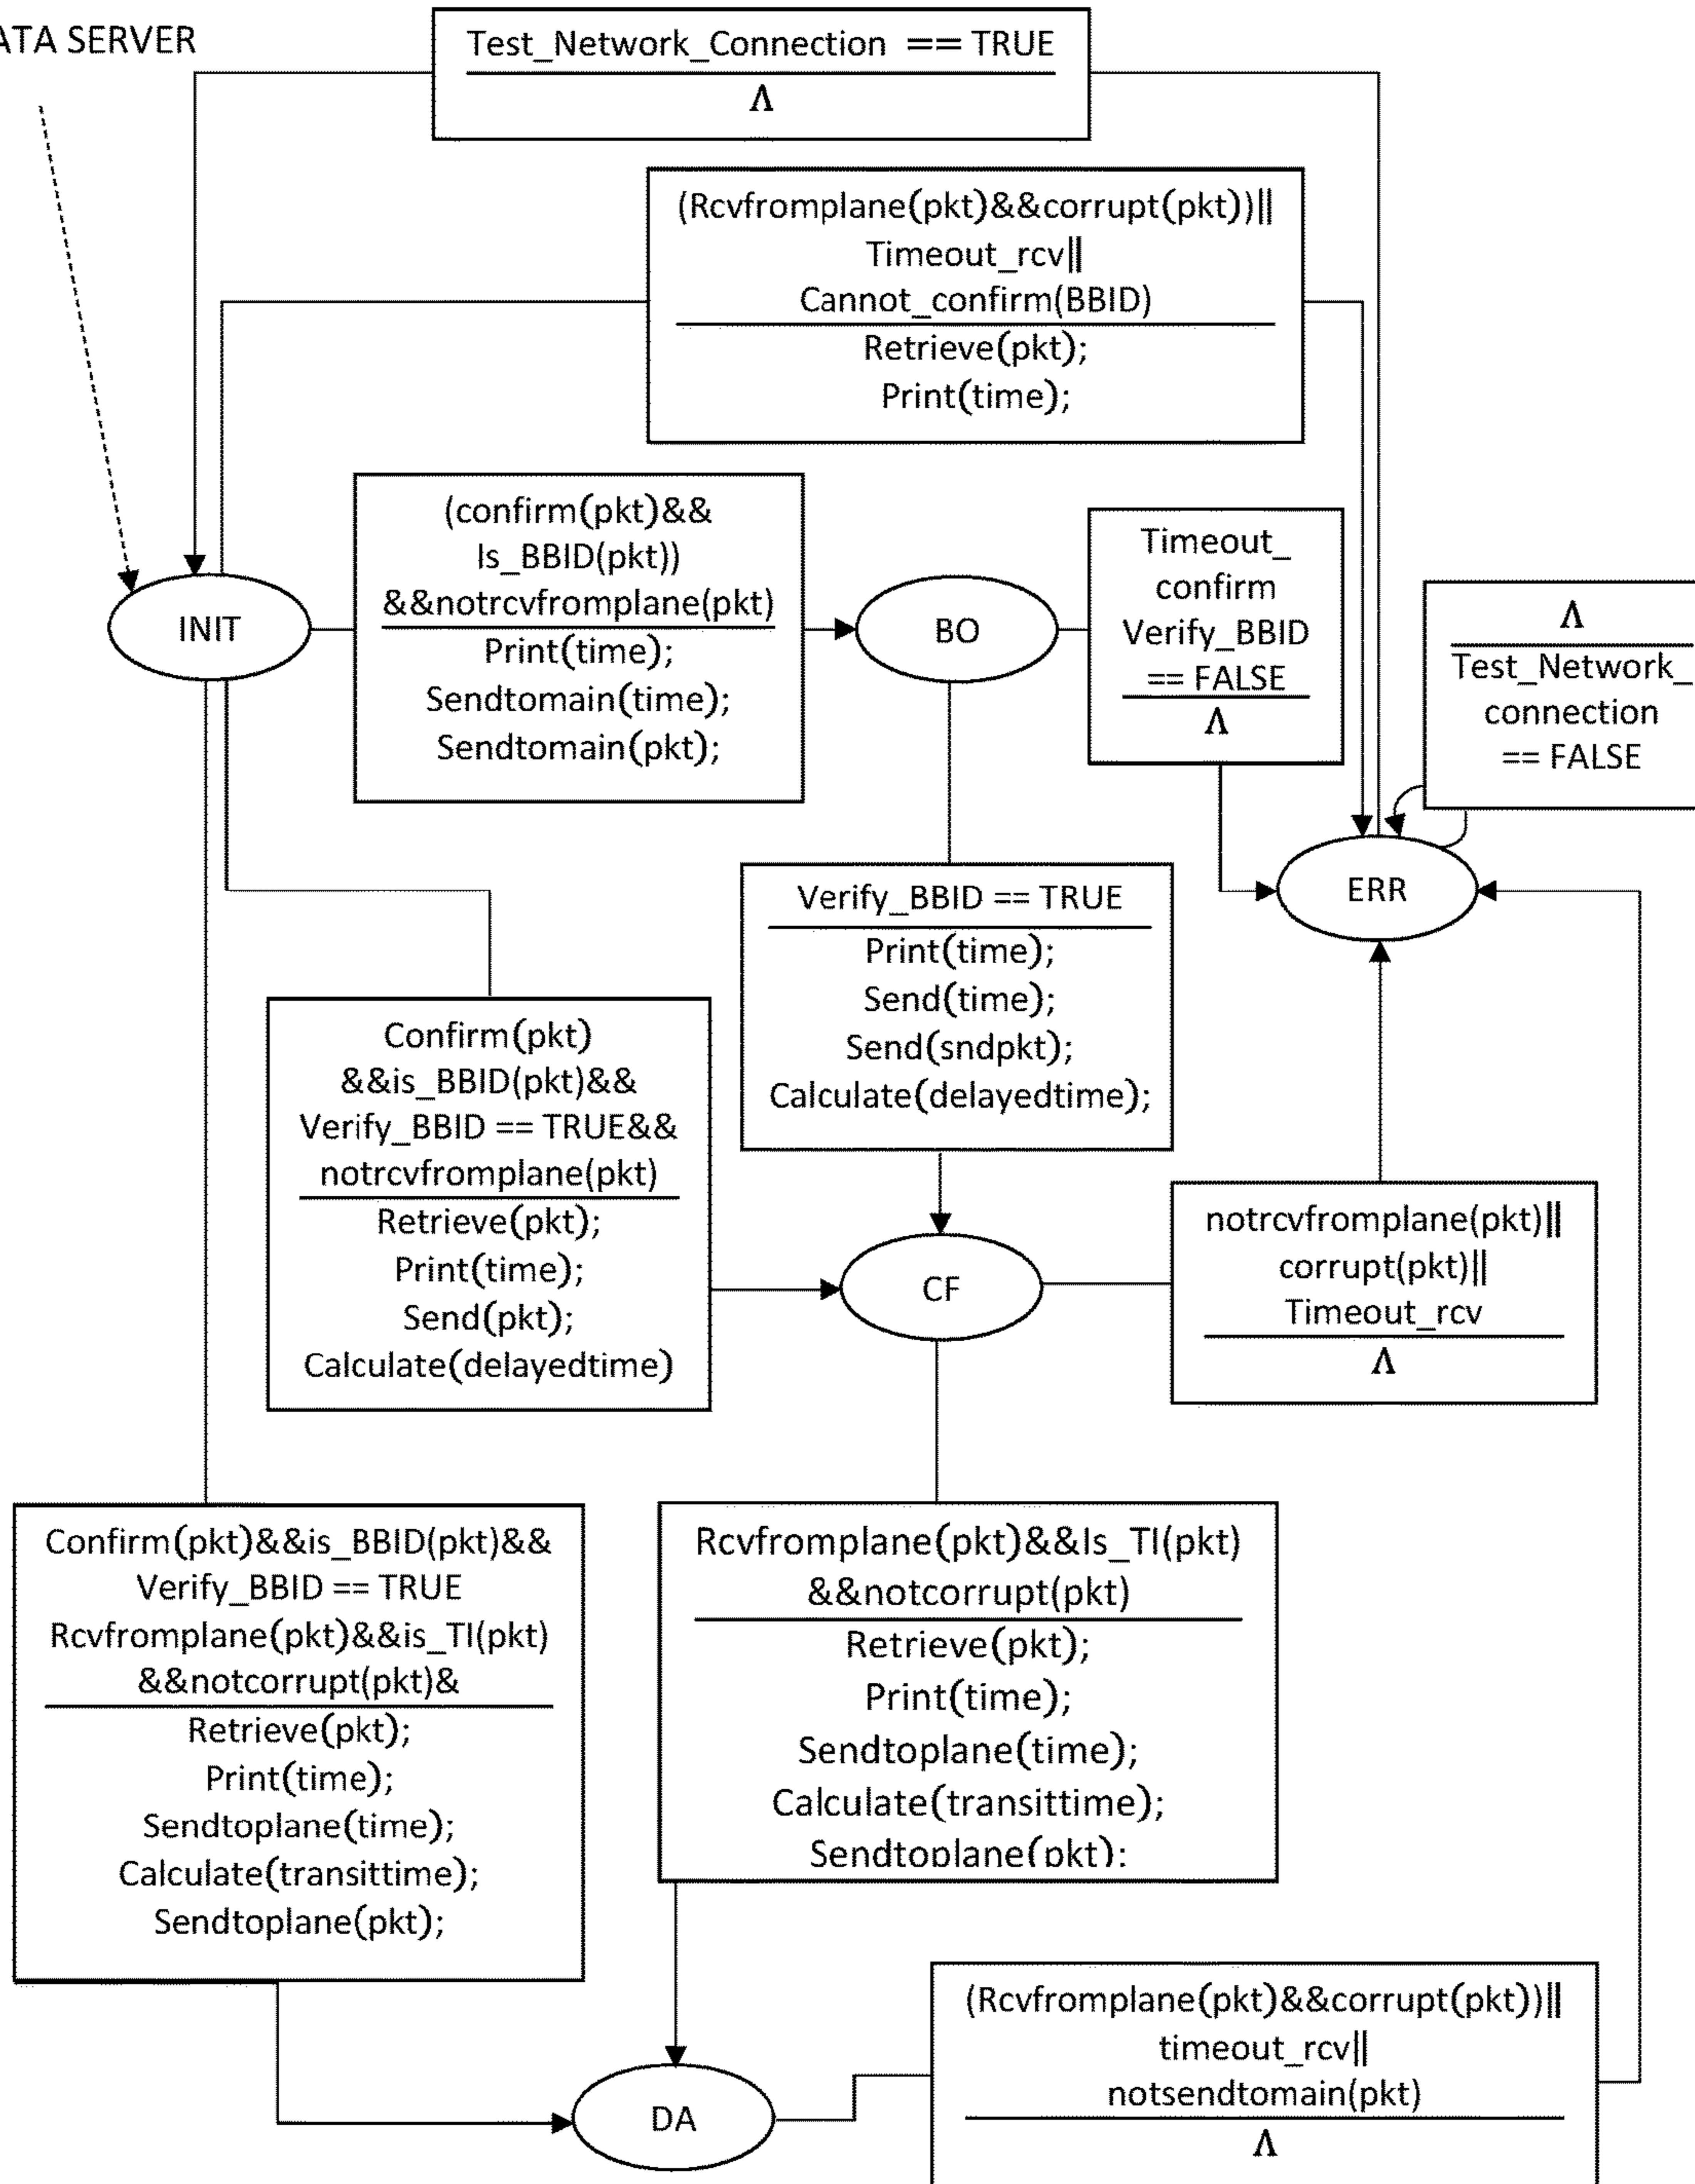 ATA SERVER
Test_Network_Connection == TRUE
Λ
(Rcvfromplane(pkt)&&corrupt(pkt))||
Timeout_rcv||
Cannot_confirm(BBID)
Retrieve(pkt);
Print(time);
(confirm(pkt)&&
Is_BBID(pkt))
&&notrcvfromplane(pkt)
Print(time);
Sendtomain(time);
Sendtomain(pkt);
Timeout_
confirm
Verify_BBID
== FALSE
Λ
Λ
Test_Network_
connection
== FALSE
INIT
BO
ERR
Verify_BBID == TRUE
Print(time);
Send(time);
Send(sndpkt);
Calculate(delayedtime);
Confirm(pkt)
&&is_BBID(pkt)&&
Verify_BBID == TRUE&&
notrcvfromplane(pkt)
Retrieve(pkt);
Print(time);
Send(pkt);
Calculate(delayedtime)
CF
notrcvfromplane(pkt)||
corrupt(pkt)||
Timeout_rcv
Λ
Confirm(pkt)&&is_BBID(pkt)&&
Verify_BBID == TRUE
Rcvfromplane(pkt)&&is_TI(pkt)
&&notcorrupt(pkt)&
Retrieve(pkt);
Print(time);
Sendtoplane(time);
Calculate(transittime);
Sendtoplane(pkt);
Rcvfromplane(pkt)&&Is_TI(pkt)
&&notcorrupt(pkt)
Retrieve(pkt);
Print(time);
Sendtoplane(time);
Calculate(transittime);
Sendtoplane(pkt);
DA
(Rcvfromplane(pkt)&&corrupt(pkt))||
timeout_rcv||
notsendtomain(pkt)
Λ